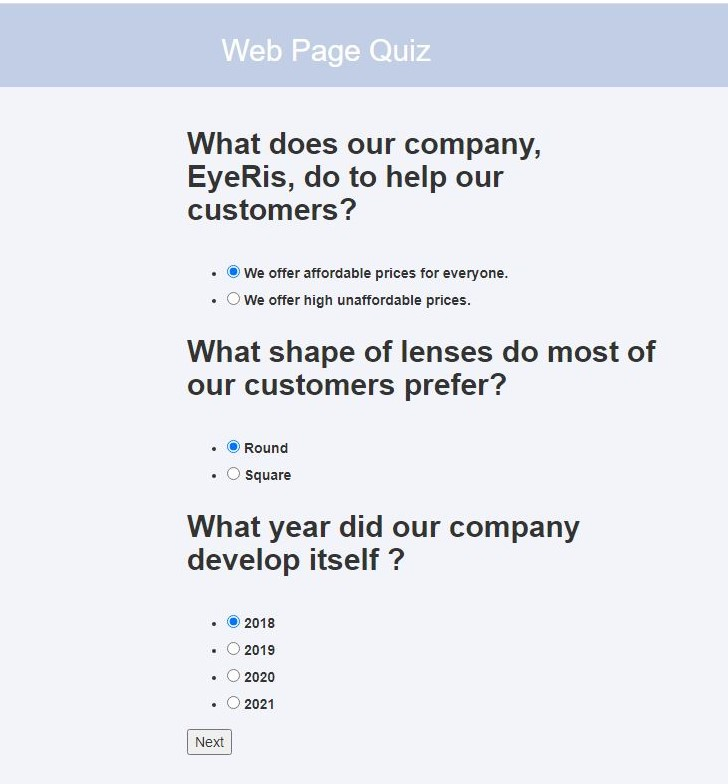 Web Page Quiz
What does our company,
EyeRis, do to help our
customers?
We offer affordable prices for everyone.
We offer high unaffordable prices.
What shape of lenses do most of
our customers prefer?
Round
Square
What year did our company
develop itself ?
2018
2019
2020
2021
Next